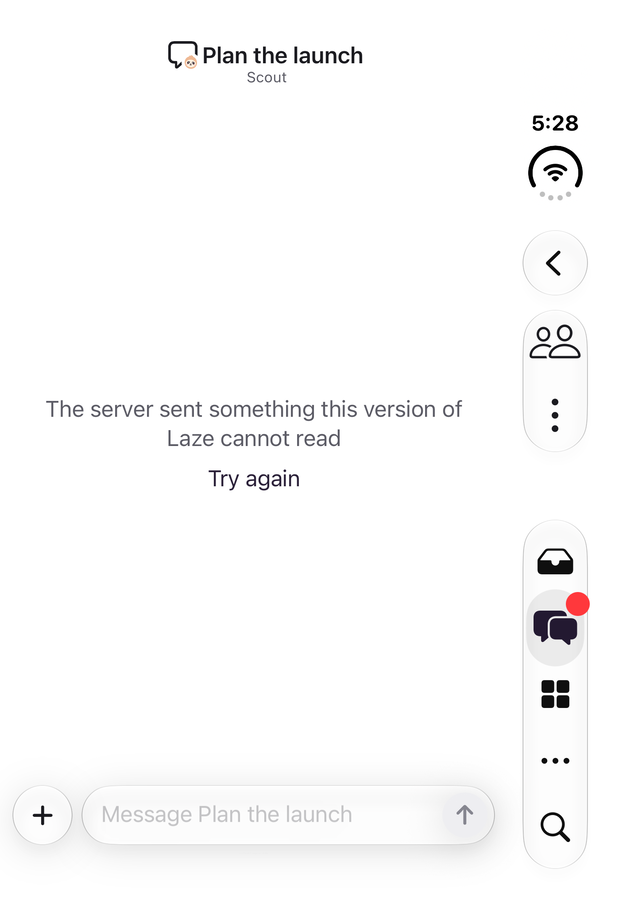 Plan the launch
Scout
5:28
The server sent something this version of
Laze cannot read
Try again
Message Plan the launch